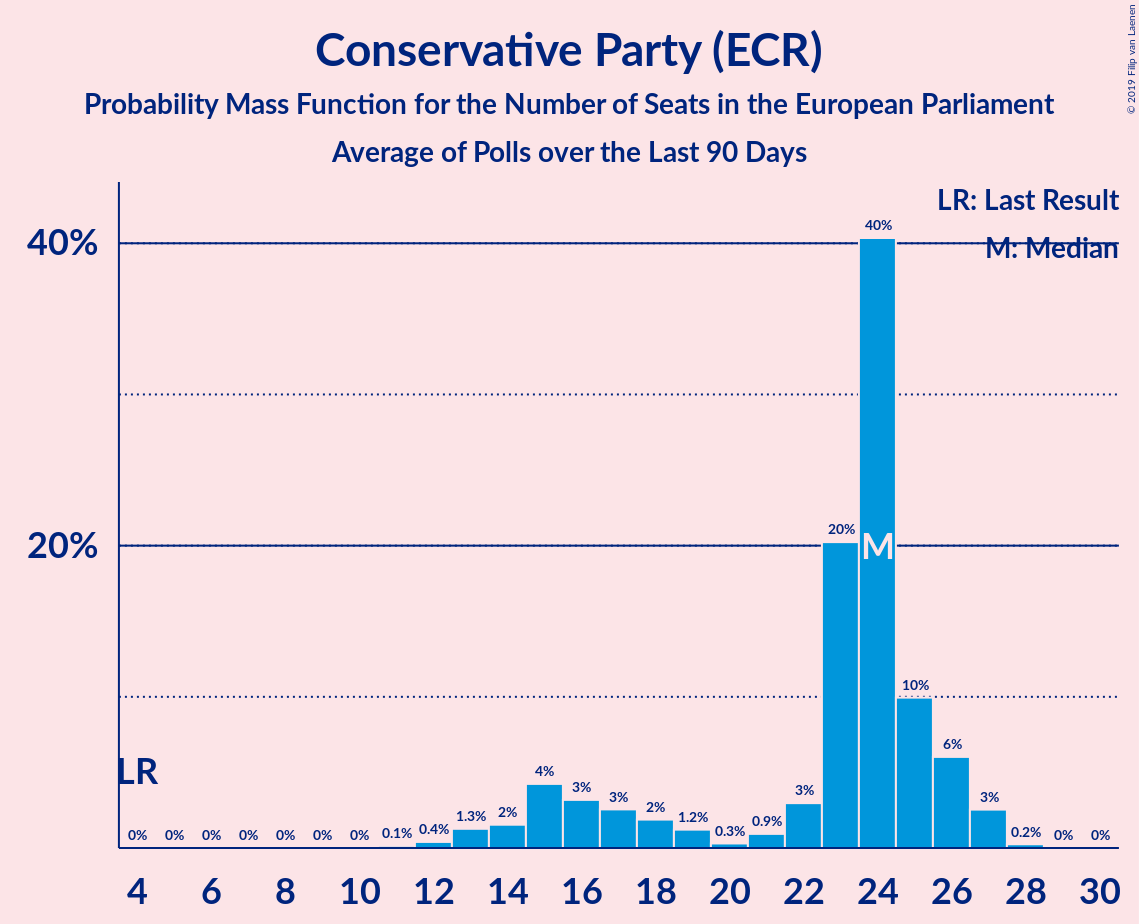 Conservative Party (ECR)
Probability Mass Function for the Number of Seats in the European Parliament
Average of Polls over the Last 90 Days
© 2019 Filip van Laenen
LR: Last Result
M: Median
40%
20%
LR
M
0% 0% 0% 0% 0% 0% 0% 0.1% 0.4% 1.3% 2% 4% 3% 3% 2% 1.2% 0.3% 0.9% 3% 20% 40% 10% 6% 3% 0.2% 0% 0%
4 6 8 10 12 14 16 18 20 22 24 26 28 30